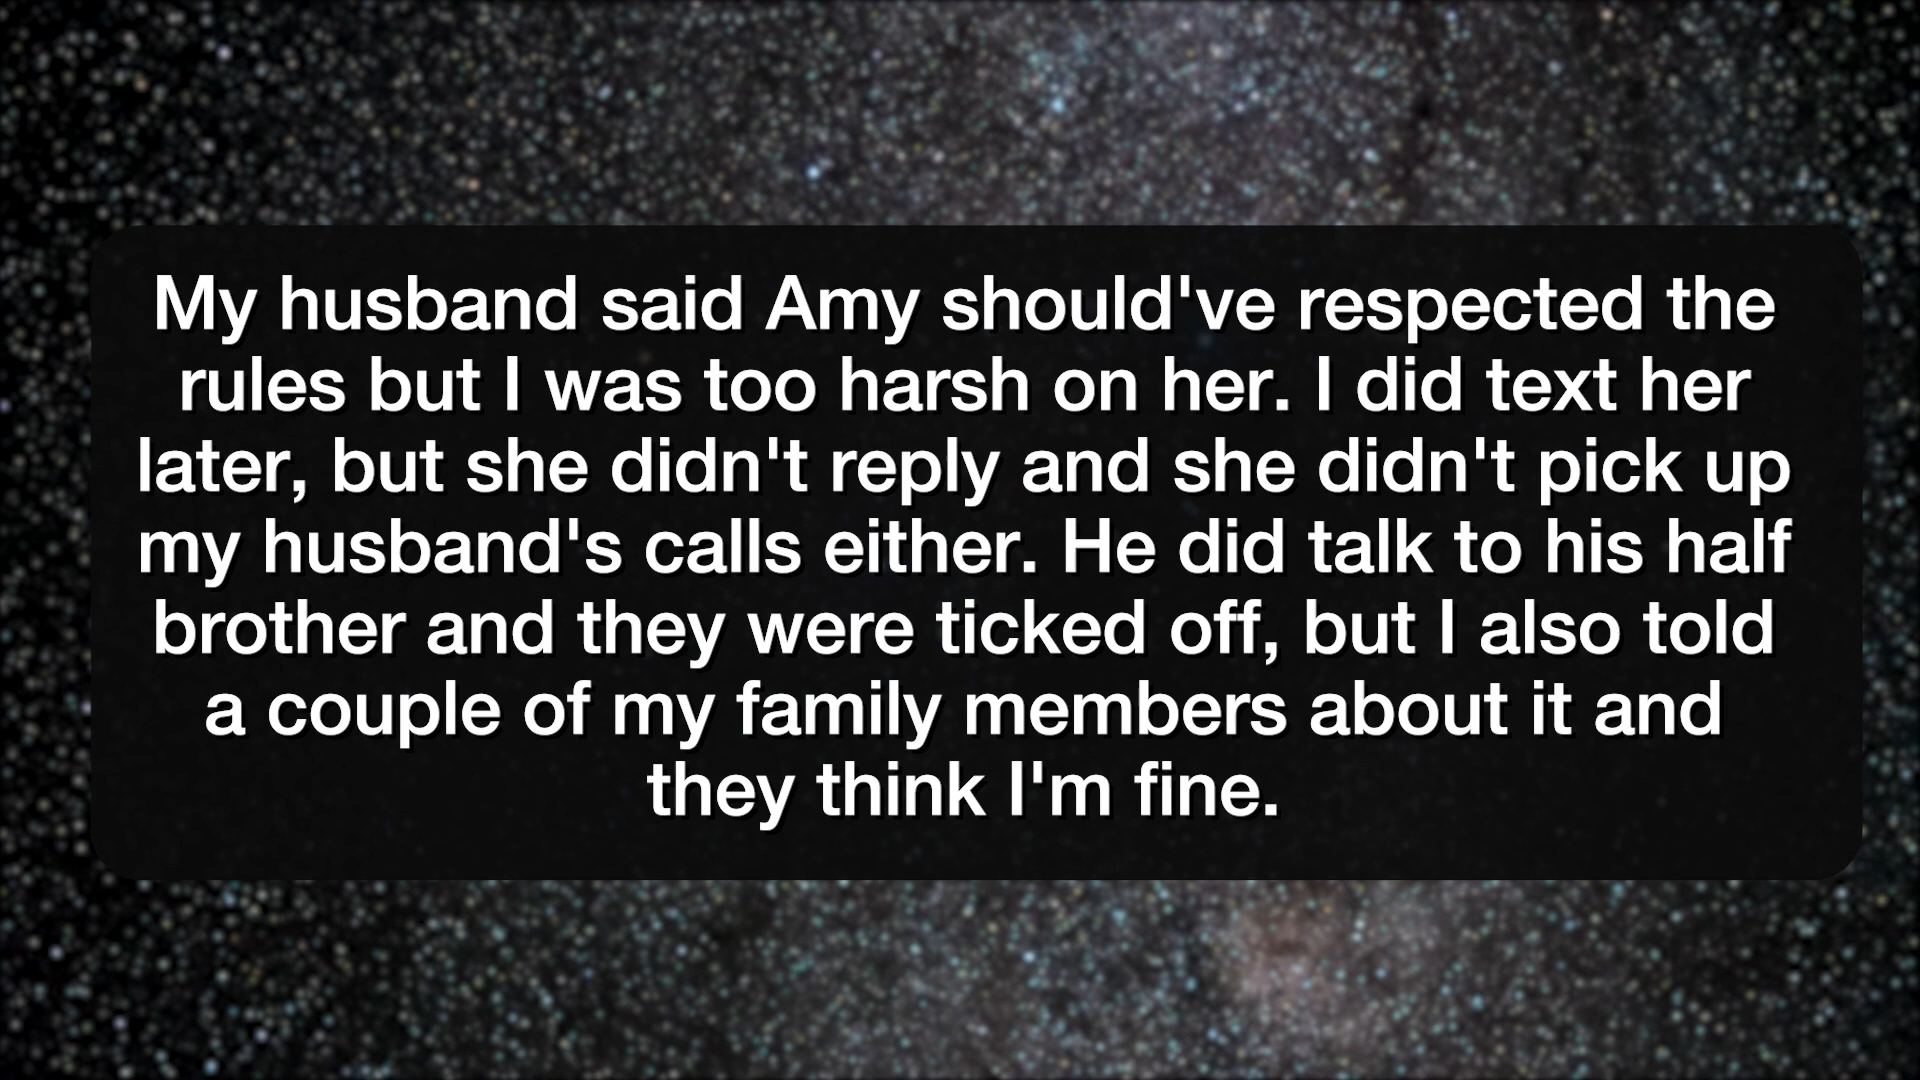 My husband said Amy should've respected the
rules but I was too harsh on her. I did text her
later, but she didn't reply and she didn't pick up
my husband's calls either. He did talk to his half
brother and they were ticked off, but I also told
a couple of my family members about it and
they think I'm fine.